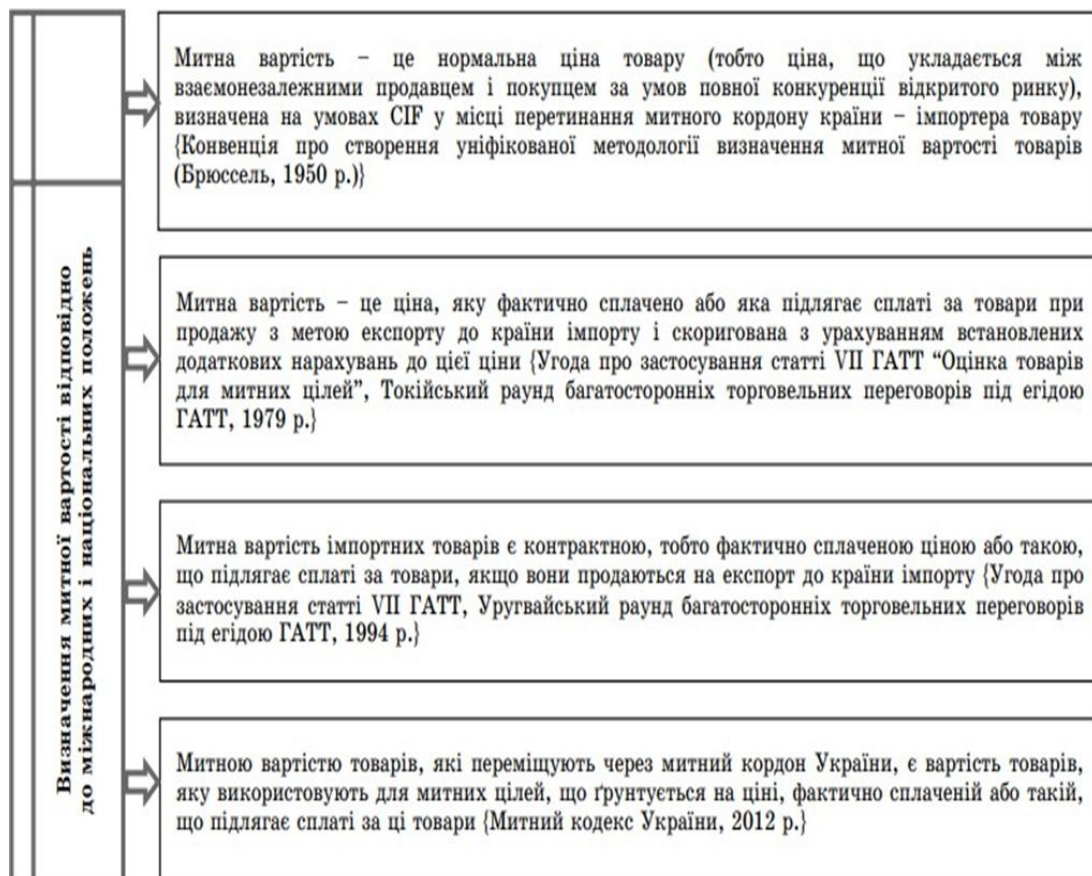 Визначення митної вартості відповідно
до міжнародних і національних положень
Митна вартість – це нормальна ціна товару (тобто ціна, що укладається між
взаємонезалежними продавцем і покупцем за умов повної конкуренції відкритого ринку),
визначена на умовах CIF у місці перетинання митного кордону країни – імпортера товару
{Конвенція про створення уніфікованої методології визначення митної вартості товарів
(Брюссель, 1950 р.)}
Митна вартість – це ціна, яку фактично сплачено або яка підлягає сплаті за товари при
продажу з метою експорту до країни імпорту і скоригована з урахуванням встановлених
додаткових нарахувань до цієї ціни {Угода про застосування статті VII ГАТТ “Оцінка товарів
для митних цілей”, Токійський раунд багатосторонніх торговельних переговорів під егідою
ГАТТ, 1979 р.}
Митна вартість імпортних товарів є контрактною, тобто фактично сплаченою ціною або такою,
що підлягає сплаті за товари, якщо вони продаються на експорт до країни імпорту {Угода про
застосування статті VII ГАТТ, Уругвайський раунд багатосторонніх торговельних переговорів
під егідою ГАТТ, 1994 р.}
Митною вартістю товарів, які переміщують через митний кордон України, є вартість товарів,
яку використовують для митних цілей, що ґрунтується на ціні, фактично сплаченій або такій,
що підлягає сплаті за ці товари {Митний кодекс України, 2012 р.}